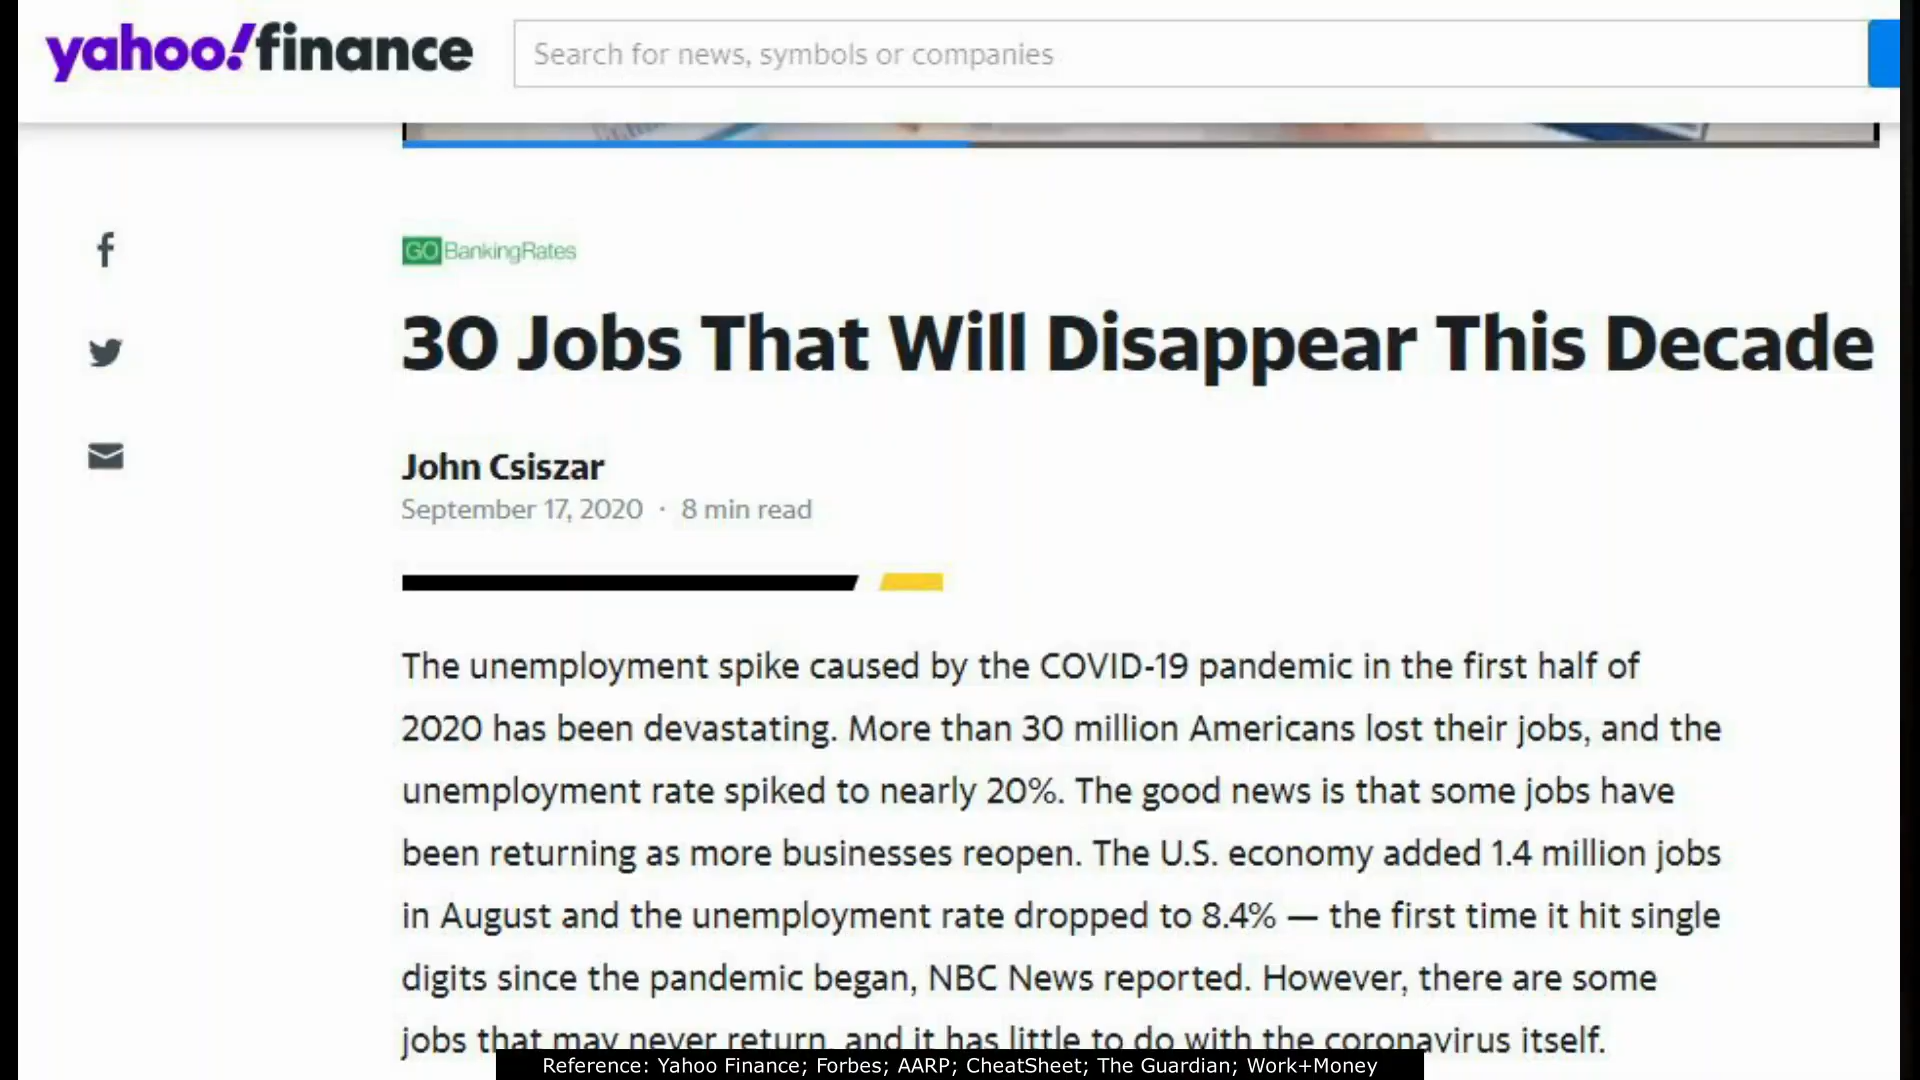 yahoo!finance
Search for news, symbols or companies
GOBankingRates
30 Jobs That Will Disappear This Decade
John Csiszar
September 17, 2020 · 8 min read
The unemployment spike caused by the COVID-19 pandemic in the first half of
2020 has been devastating. More than 30 million Americans lost their jobs, and the
unemployment rate spiked to nearly 20%. The good news is that some jobs have
been returning as more businesses reopen. The U.S. economy added 1.4 million jobs
in August and the unemployment rate dropped to 8.4% — the first time it hit single
digits since the pandemic began, NBC News reported. However, there are some
jobs that may never return, and it has little to do with the coronavirus itself.
Reference: Yahoo Finance; Forbes; AARP; CheatSheet; The Guardian; Work+Money